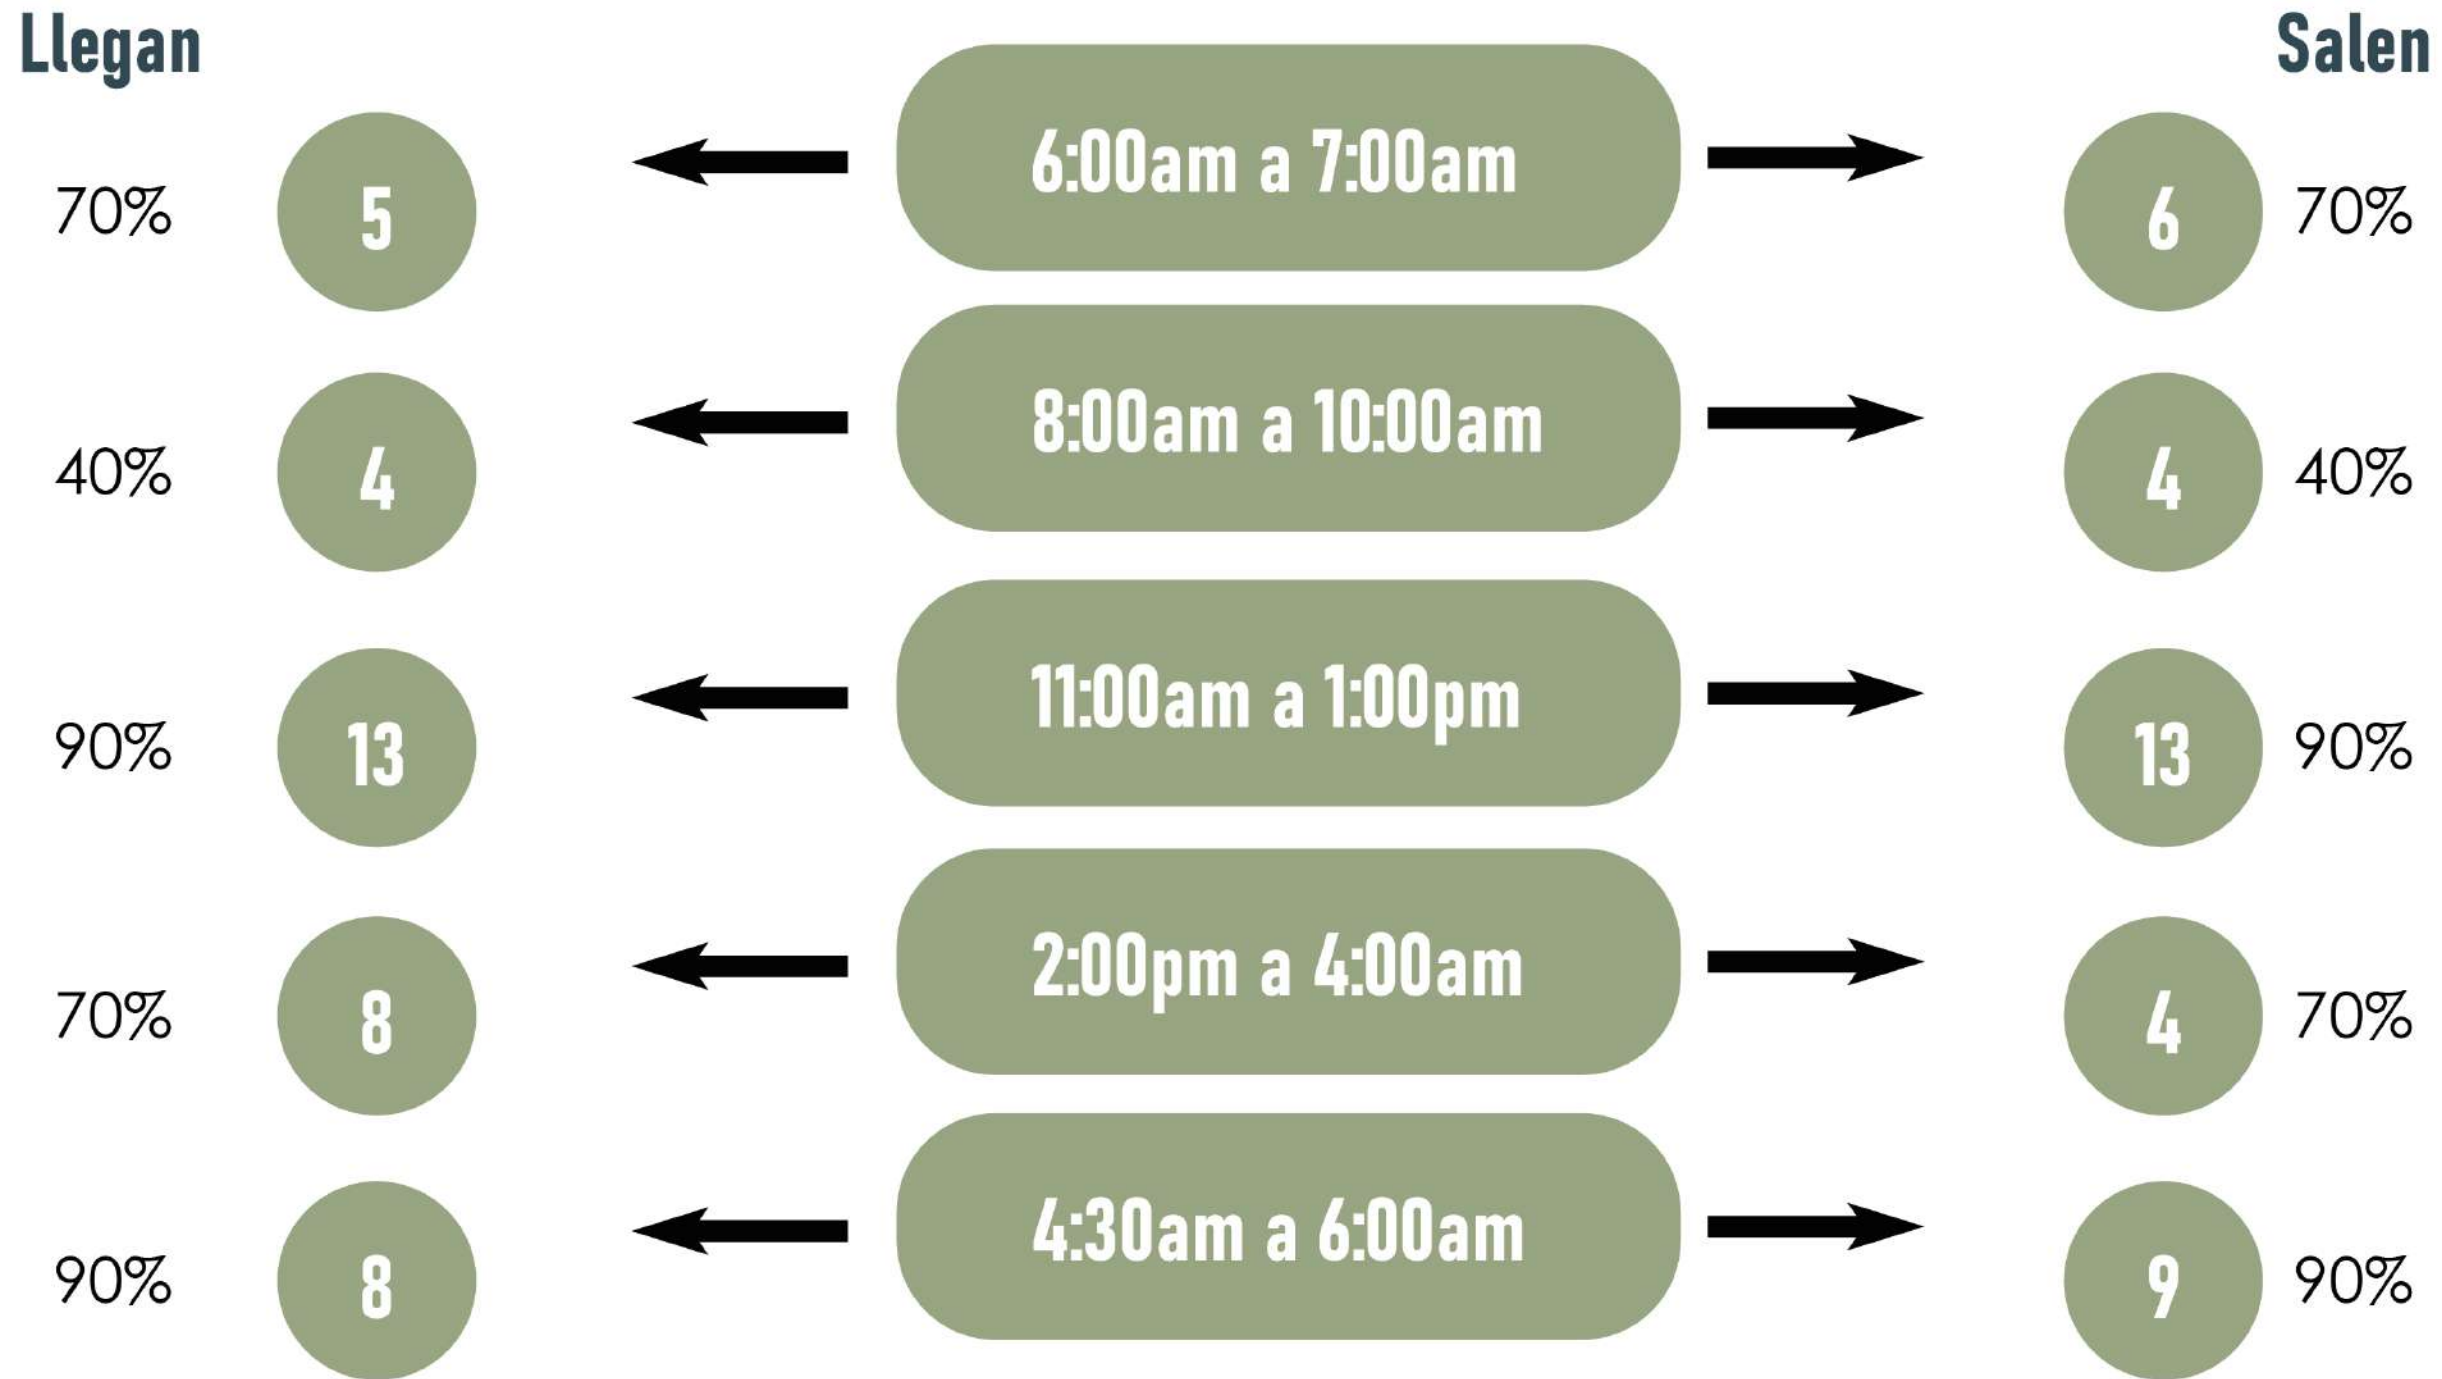 Llegan
Salen
70% 5 6:00am a 7:00am 6 70%
40% 4 8:00am a 10:00am 4 40%
90% 13 11:00am a 1:00pm 13 90%
70% 8 2:00pm a 4:00am 4 70%
90% 8 4:30am a 6:00am 9 90%